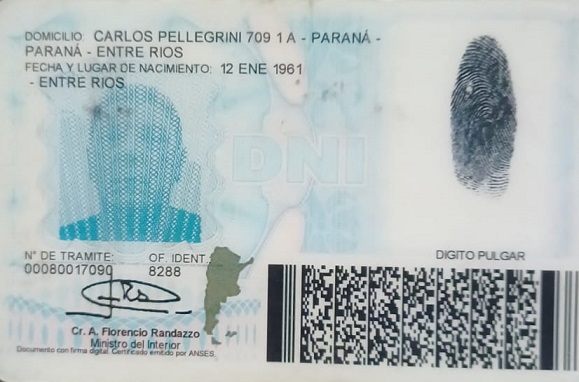 DOMICILIO CARLOS PELLEGRINI 709 1 A - PARANÁ -
PARANÁ - ENTRE RIOS
FECHA Y LUGAR DE NACIMIENTO: 12 ENE 1961
- ENTRE RIOS
DNI
N° DE TRAMITE: OF. IDENT.:
00080017090 8288
DIGITO PULGAR
Cr. A. Florencio Randazzo
Ministro del Interior
Documento con firma digital. Certificado emitido por ANSES.